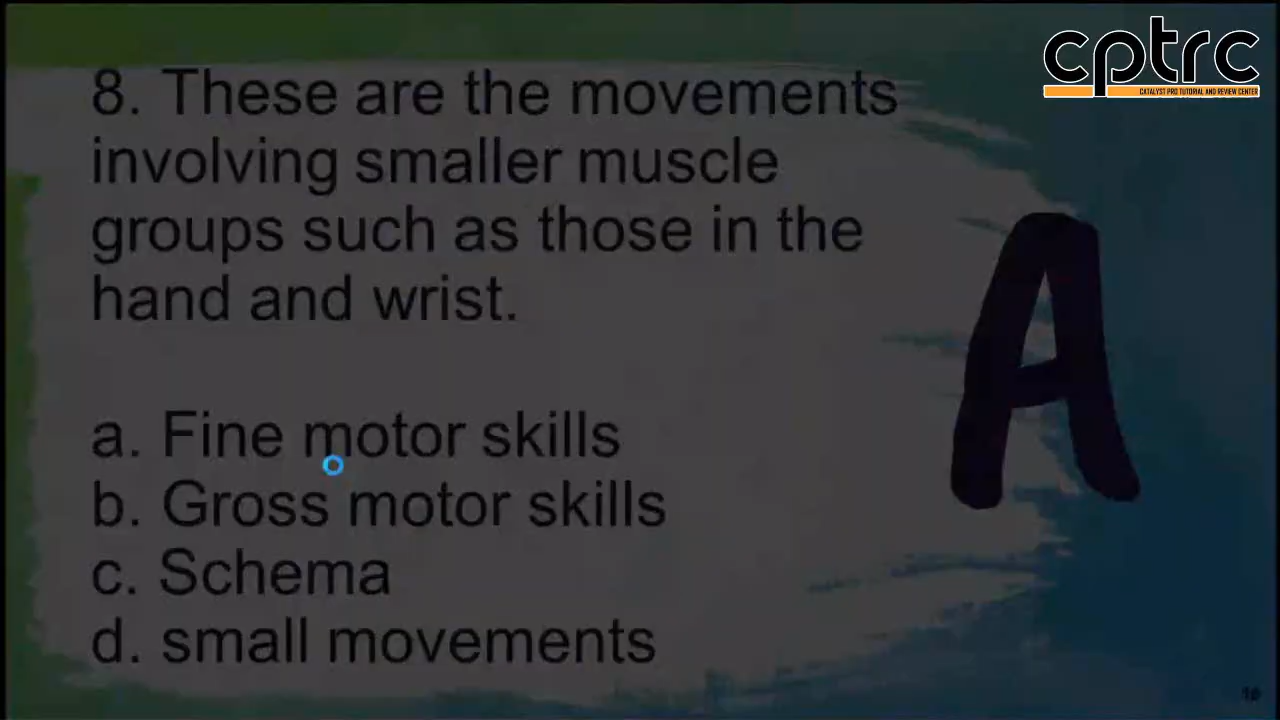 cptrc
CATALYST PRO TUTORIAL AND REVIEW CENTER
8. These are the movements
involving smaller muscle
groups such as those in the
hand and wrist.
A
a. Fine motor skills
b. Gross motor skills
c. Schema
d. small movements